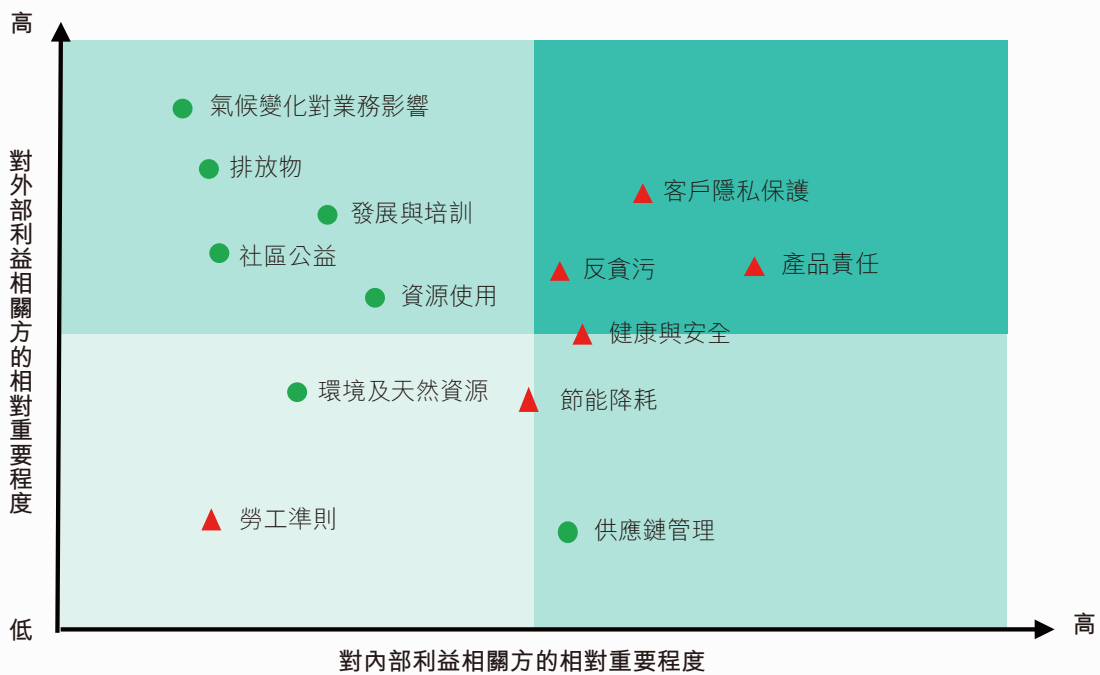 高
對外部利益相關方的相對重要程度
氣候變化對業務影響
排放物
客戶隱私保護
發展與培訓
社區公益
反貪污
產品責任
資源使用
健康與安全
環境及天然資源
節能降耗
勞工準則
供應鏈管理
低
高
對內部利益相關方的相對重要程度